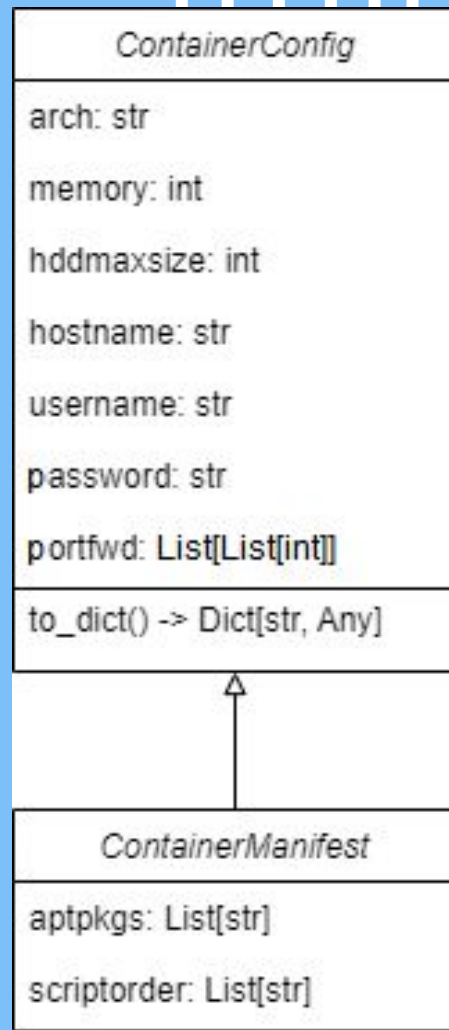 ContainerConfig
arch: str
memory: int
hddmaxsize: int
hostname: str
username: str
password: str
portfwd: List[List[int]]
to_dict() -> Dict[str, Any]
ContainerManifest
aptpkgs: List[str]
scriptorder: List[str]